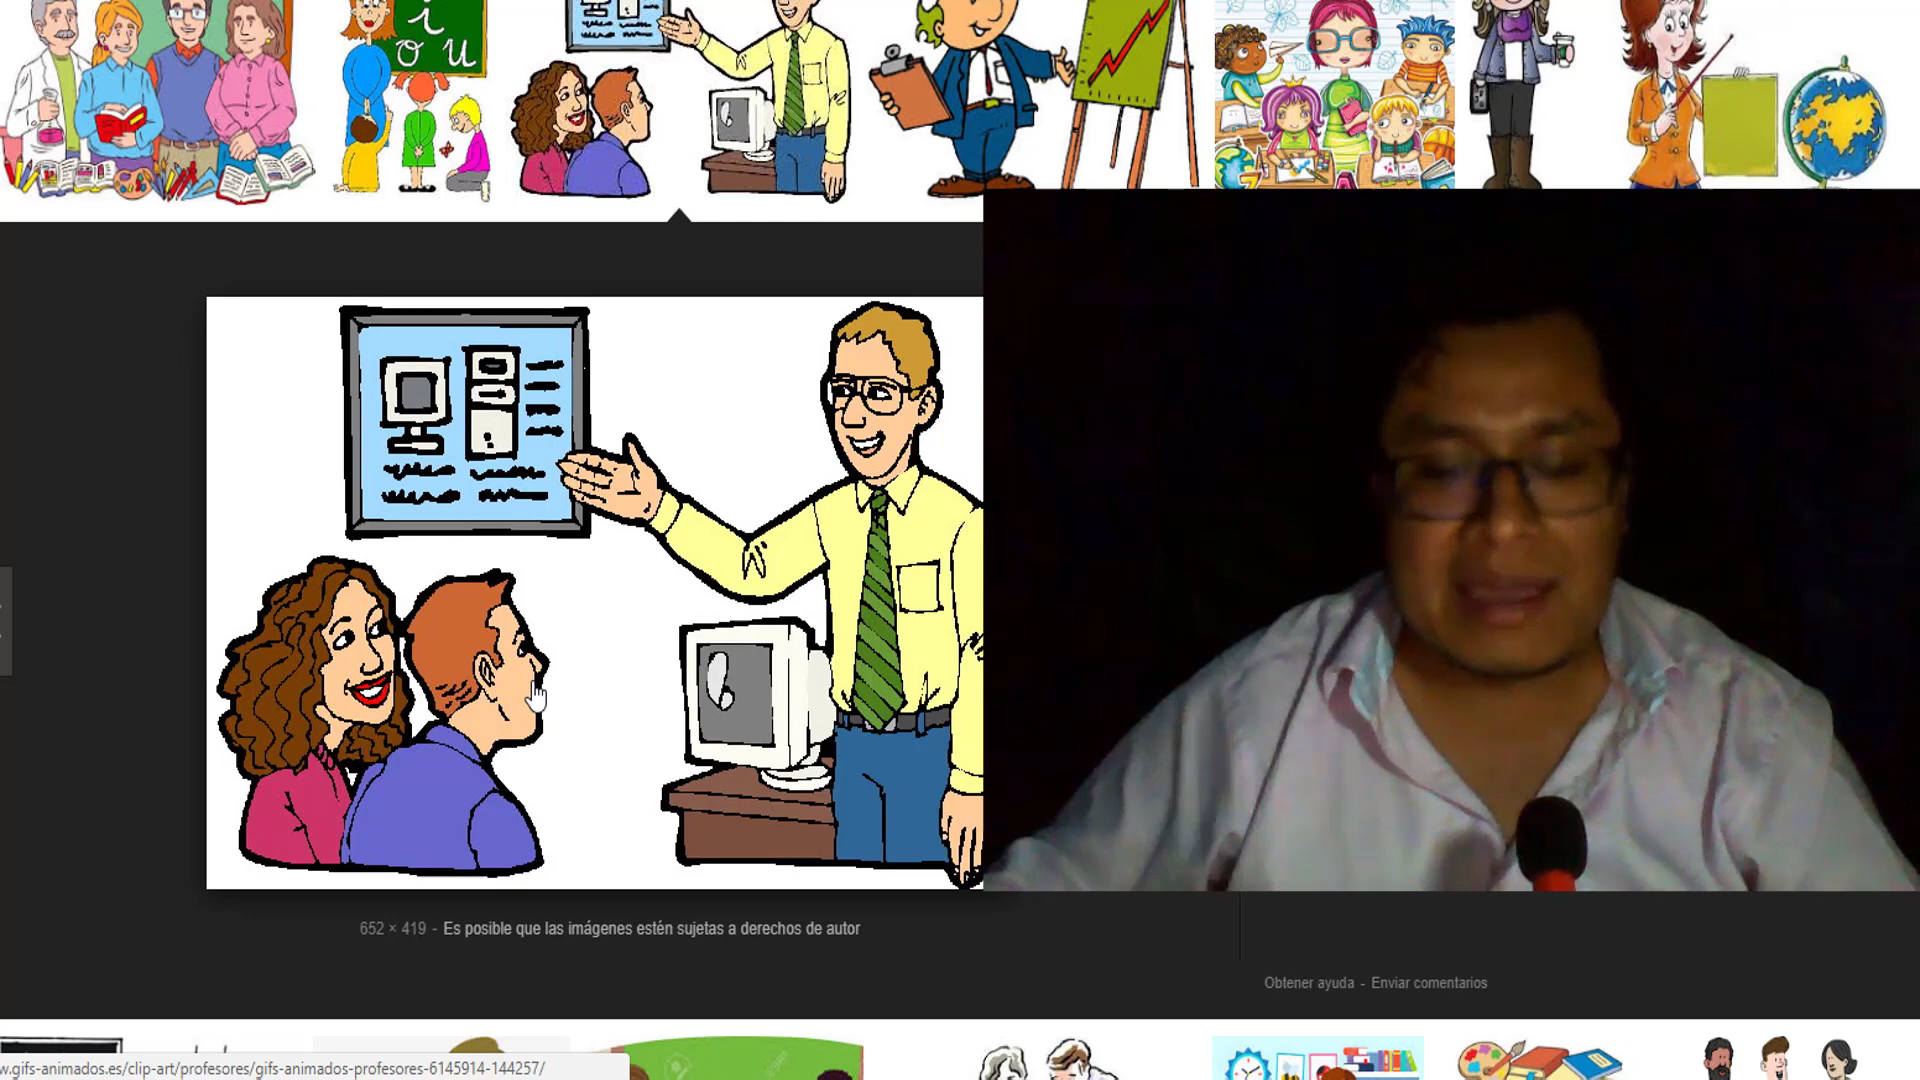 i
o u
652 × 419 - Es posible que las imágenes estén sujetas a derechos de autor
Obtener ayuda - Enviar comentarios
w.gifs-animados.es/clip-art/profesores/gifs-animados-profesores-6145914-144257/